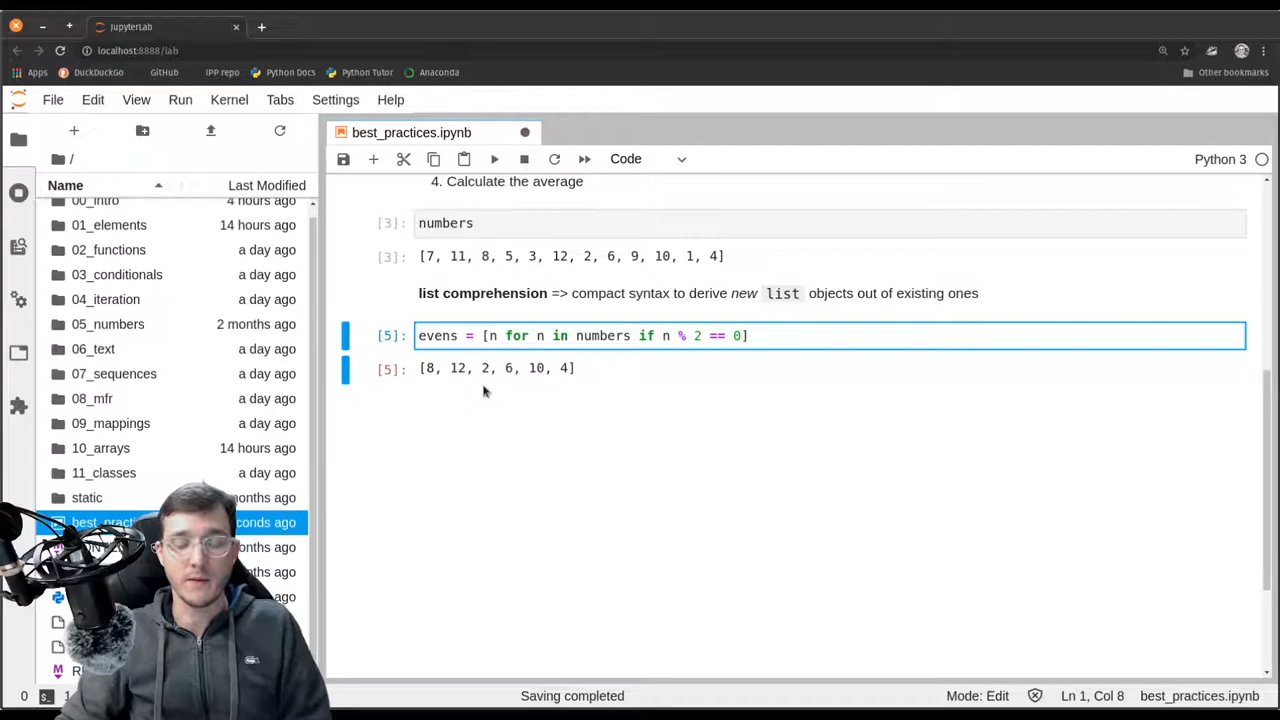 JupyterLab
localhost:8888/lab
Apps DuckDuckGo GitHub IPP repo Python Docs Python Tutor Anaconda Other bookmarks
File Edit View Run Kernel Tabs Settings Help
best_practices.ipynb
/
Code
Python 3
Name Last Modified
00_intro 4 hours ago
01_elements 14 hours ago
02_functions a day ago
03_conditionals a day ago
04_iteration a day ago
05_numbers 2 months ago
06_text a day ago
07_sequences a day ago
08_mfr a day ago
09_mappings a day ago
10_arrays 14 hours ago
11_classes a day ago
static ago
ago
ago
ago
ago
4. Calculate the average
[3]: numbers
[3]: [7, 11, 8, 5, 3, 12, 2, 6, 9, 10, 1, 4]
list comprehension => compact syntax to derive new list objects out of existing ones
[5]: evens = [n for n in numbers if n % 2 == 0]
[5]: [8, 12, 2, 6, 10, 4]
0 $_ Saving completed Mode: Edit Ln 1, Col 8 best_practices.ipynb